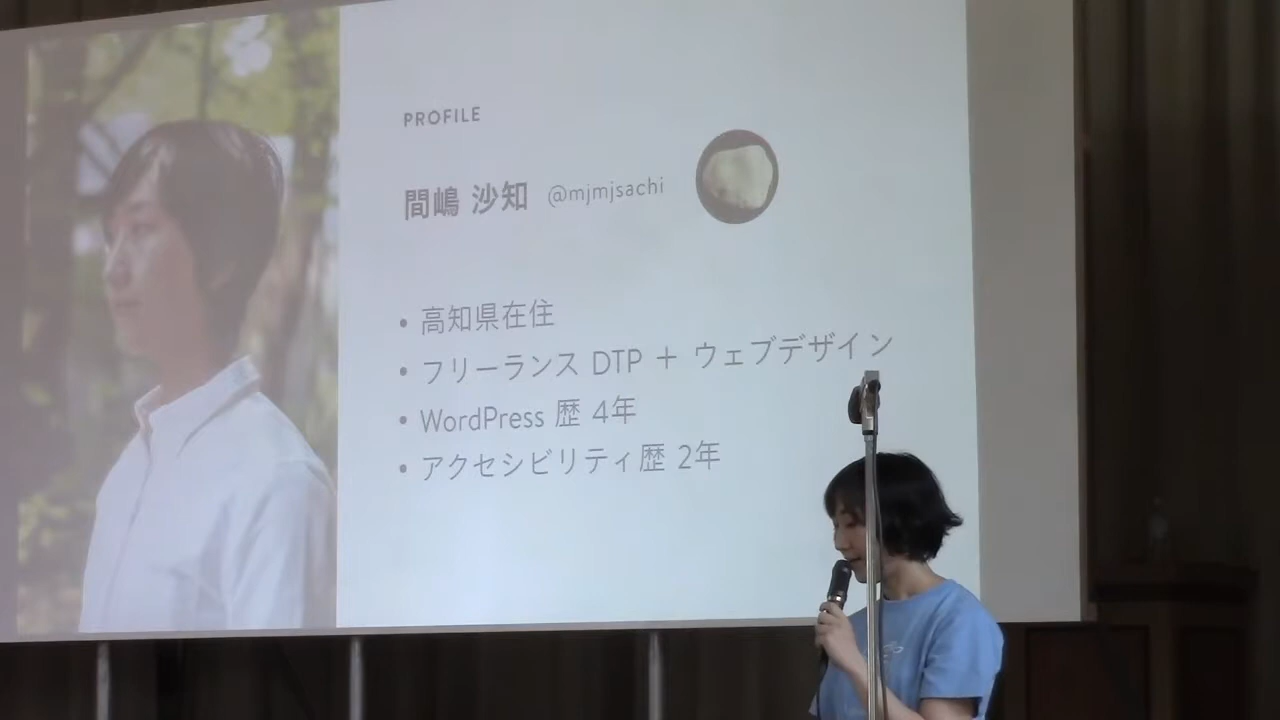 PROFILE
間嶋 沙知 @mjmjsachi
• 高知県在住
• フリーランス DTP + ウェブデザイン
• WordPress 歴 4年
• アクセシビリティ歴 2年